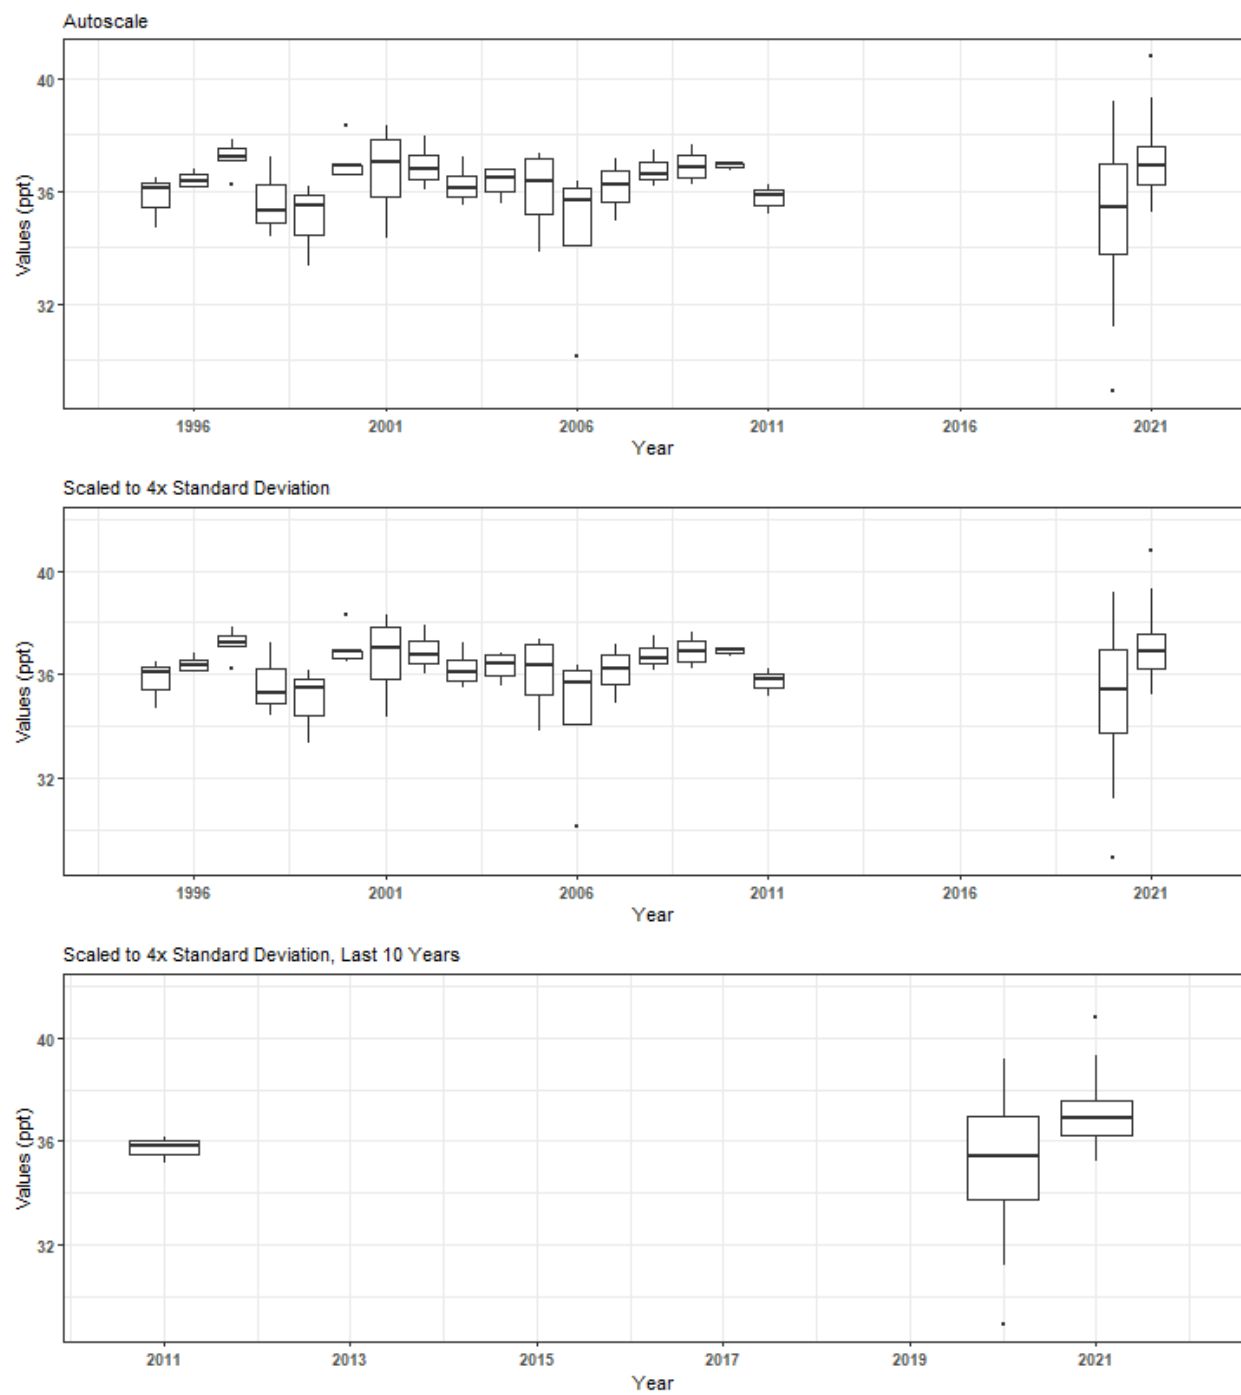 Autoscale
40
36
32
Values (ppt)
1996 2001 2006 2011 2016 2021
Year
Scaled to 4x Standard Deviation
40
36
32
Values (ppt)
1996 2001 2006 2011 2016 2021
Year
Scaled to 4x Standard Deviation, Last 10 Years
40
36
32
Values (ppt)
2011 2013 2015 2017 2019 2021
Year